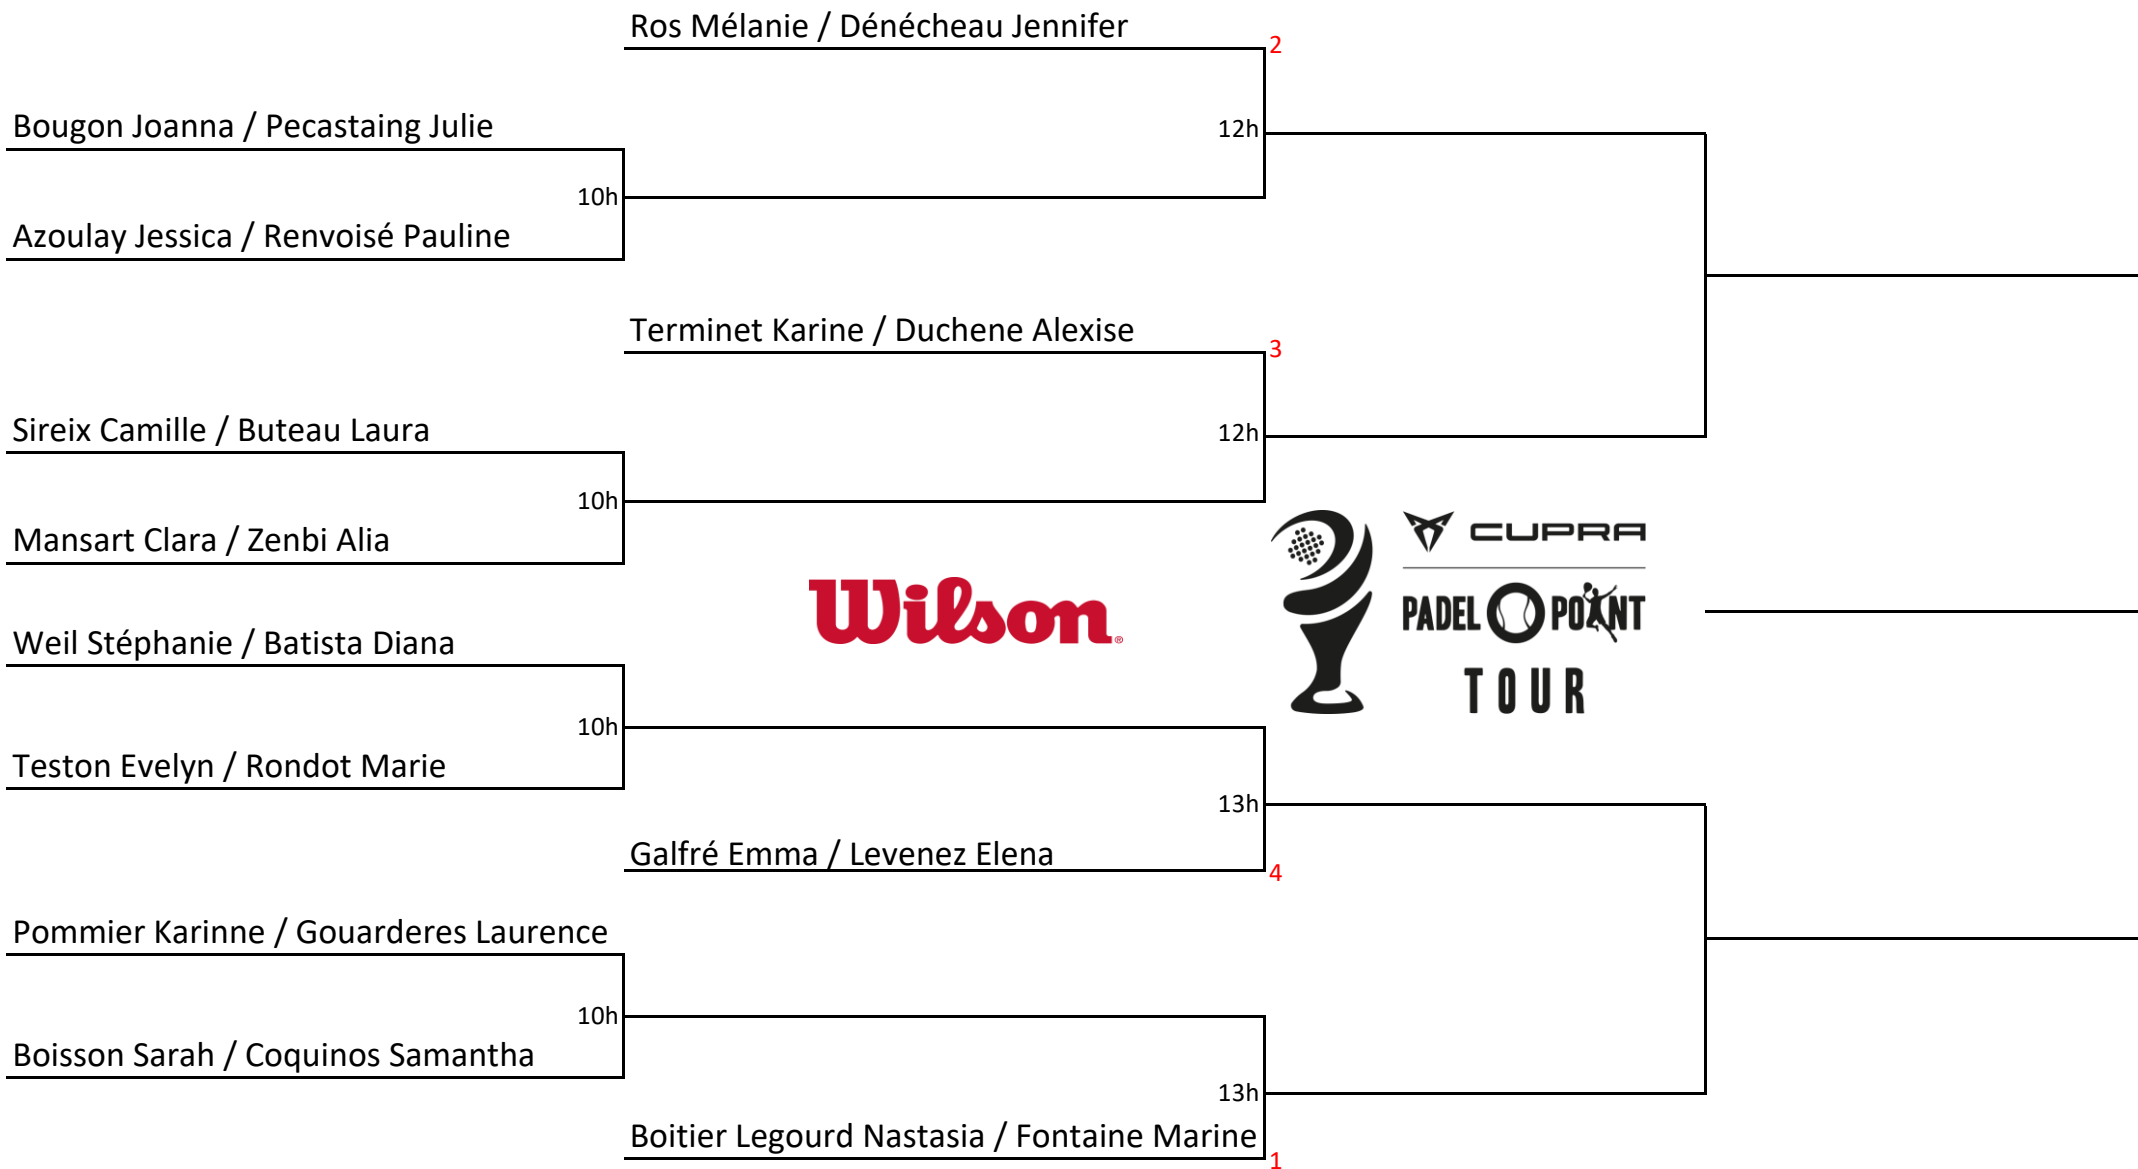 Ros Mélanie / Dénécheau Jennifer
2
Bougon Joanna / Pecastaing Julie
12h
10h
Azoulay Jessica / Renvoisé Pauline
Terminet Karine / Duchene Alexise
3
Sireix Camille / Buteau Laura
12h
10h
Mansart Clara / Zenbi Alia
CUPRA
Wilson®
PADEL POINT
TOUR
Weil Stéphanie / Batista Diana
10h
Teston Evelyn / Rondot Marie
13h
Galfré Emma / Levenez Elena
4
Pommier Karinne / Gouarderes Laurence
10h
Boisson Sarah / Coquinos Samantha
13h
Boitier Legourd Nastasia / Fontaine Marine
1